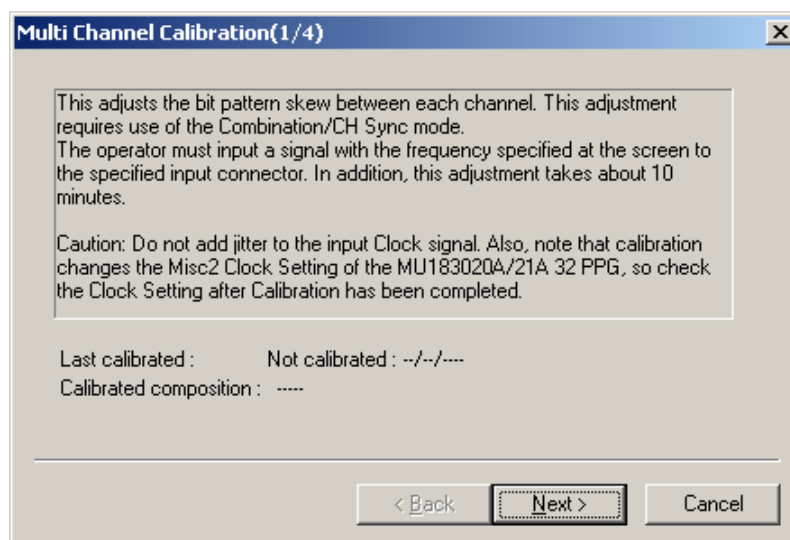 Multi Channel Calibration(1/4)
This adjusts the bit pattern skew between each channel. This adjustment
requires use of the Combination/CH Sync mode.
The operator must input a signal with the frequency specified at the screen to
the specified input connector. In addition, this adjustment takes about 10
minutes.
Caution: Do not add jitter to the input Clock signal. Also, note that calibration
changes the Misc2 Clock Setting of the MU183020A/21A 32 PPG, so check
the Clock Setting after Calibration has been completed.
Last calibrated : Not calibrated : --/--/----
Calibrated composition : -----
< Back Next > Cancel